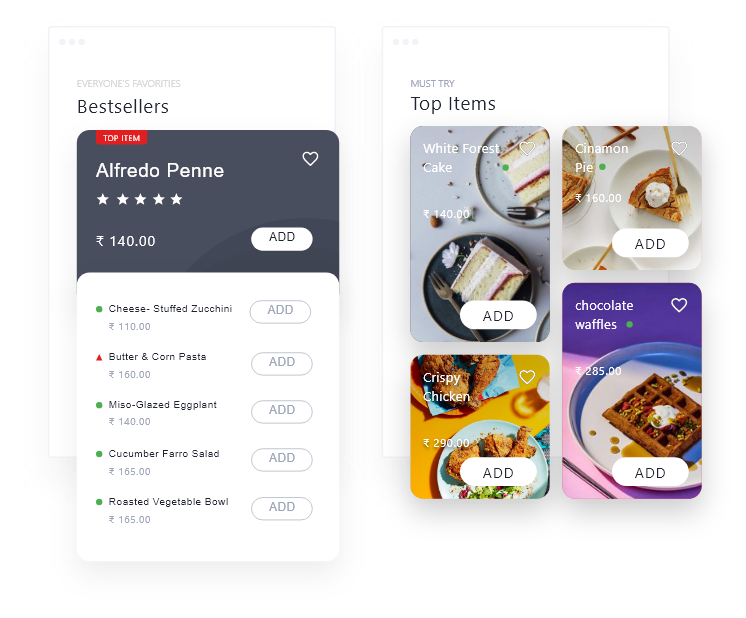 EVERYONE'S FAVORITIES
Bestsellers
TOP ITEM
Alfredo Penne
₹ 140.00
ADD
Cheese- Stuffed Zucchini
₹ 110.00
ADD
Butter & Corn Pasta
₹ 160.00
ADD
Miso-Glazed Eggplant
₹ 140.00
ADD
Cucumber Farro Salad
₹ 165.00
ADD
Roasted Vegetable Bowl
₹ 165.00
ADD
MUST TRY
Top Items
White Forest
Cake
₹ 140.00
ADD
Cinamon
Pie
₹ 160.00
ADD
Crispy
Chicken
₹ 290.00
ADD
chocolate
waffles
₹ 285.00
ADD